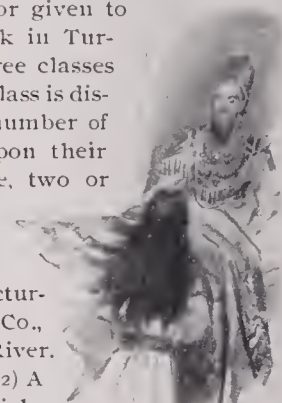 or given to
k in Tur-
ree classes
lass is dis-
number of
pon their
e, two or
ctur-
Co.,
River.
2) A